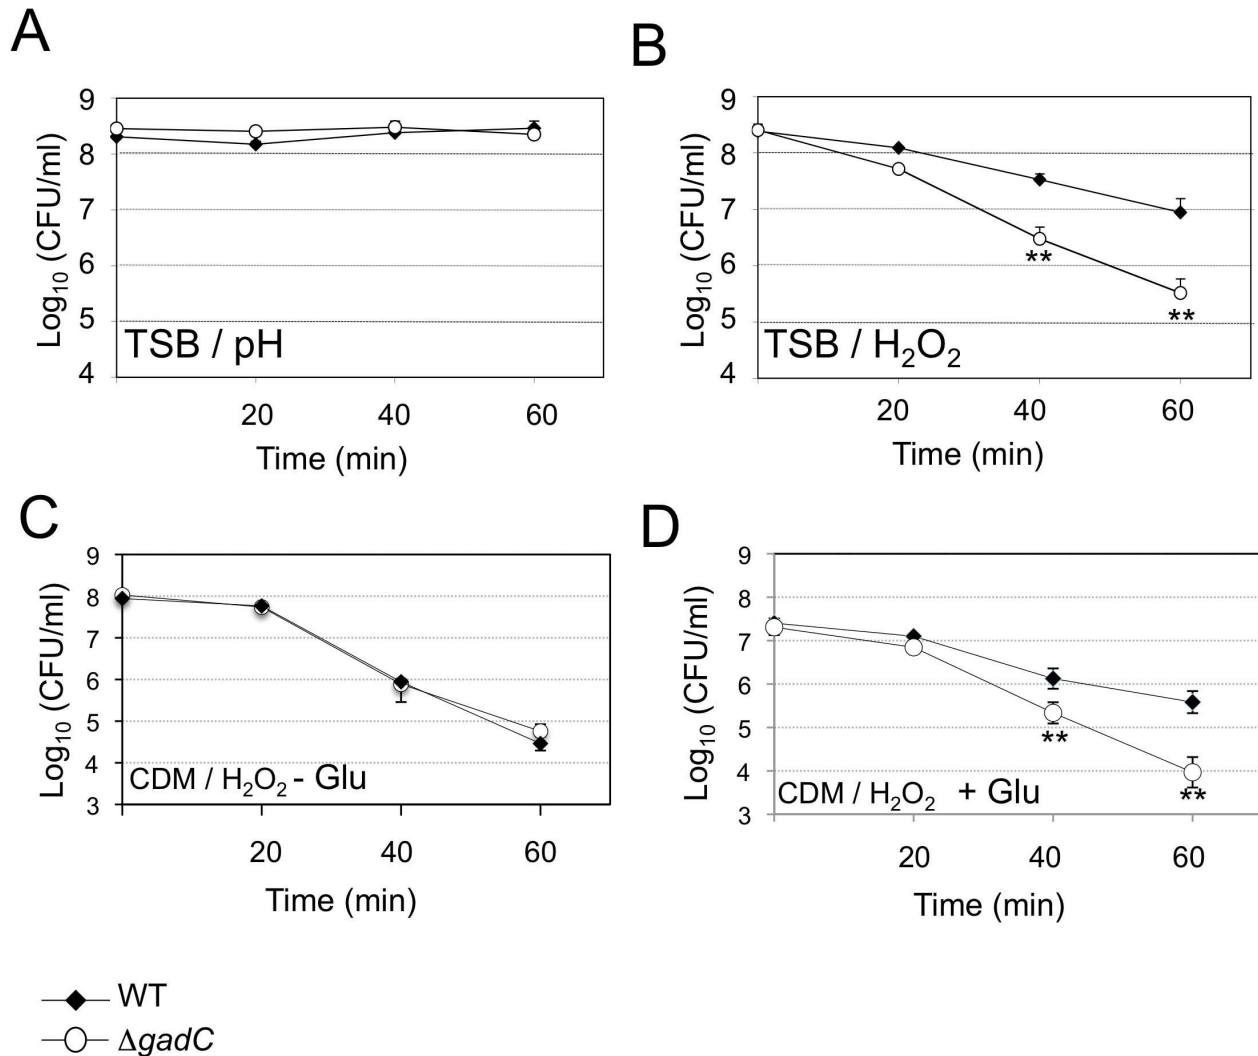 A
Log₁₀ (CFU/ml)
9
8
7
6
5
4
TSB / pH
20 40 60
Time (min)
B
Log₁₀ (CFU/ml)
9
8
7
6
5
4
**
**
TSB / H₂O₂
20 40 60
Time (min)
C
Log₁₀ (CFU/ml)
9
8
7
6
5
4
3
CDM / H₂O₂ - Glu
20 40 60
Time (min)
D
Log₁₀ (CFU/ml)
9
8
7
6
5
4
3
**
**
CDM / H₂O₂ + Glu
20 40 60
Time (min)
WT
ΔgadC